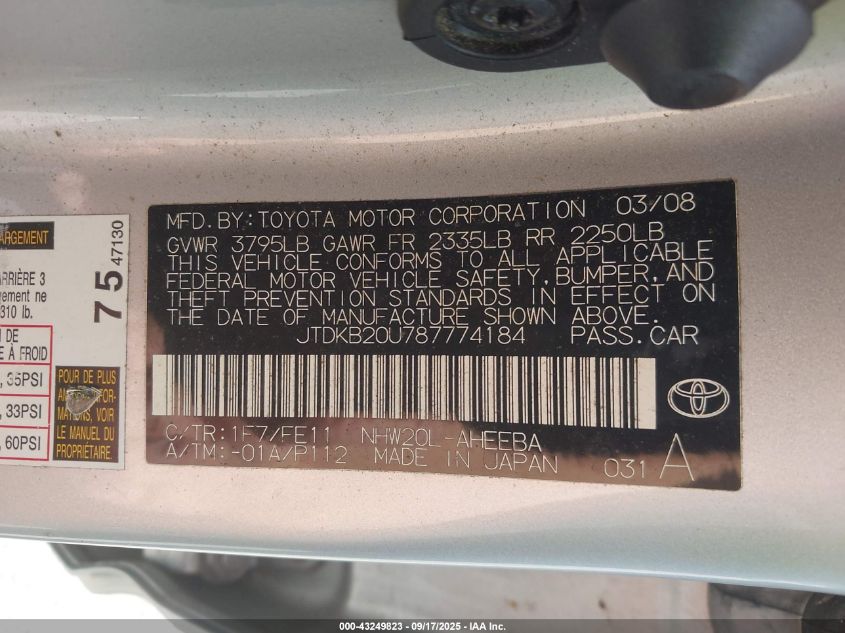 MFD. BY: TOYOTA MOTOR CORPORATION 03/08
GVWR 3795LB GAWR FR 2335LB RR 2250LB
THIS VEHICLE CONFORMS TO ALL APPLICABLE
FEDERAL MOTOR VEHICLE SAFETY, BUMPER, AND
THEFT PREVENTION STANDARDS IN EFFECT ON
THE DATE OF MANUFACTURE SHOWN ABOVE.
JTDKB20U787774184 PASS. CAR
C/TR: 1F7/FE11 NHW20L-AHEEBA
A/TM: -01A/P112 MADE IN JAPAN 031 A
ARGEMENT
ARRIÈRE 3
vement ne
310 lb.
75 47130
N DE
E À FROID
, 35PSI
, 33PSI
, 60PSI
POUR DE PLUS
MATIONS, VOIR
LE MANUEL DU
PROPRIÉTAIRE.
000-43249823 - 09/17/2025 - IAA Inc.